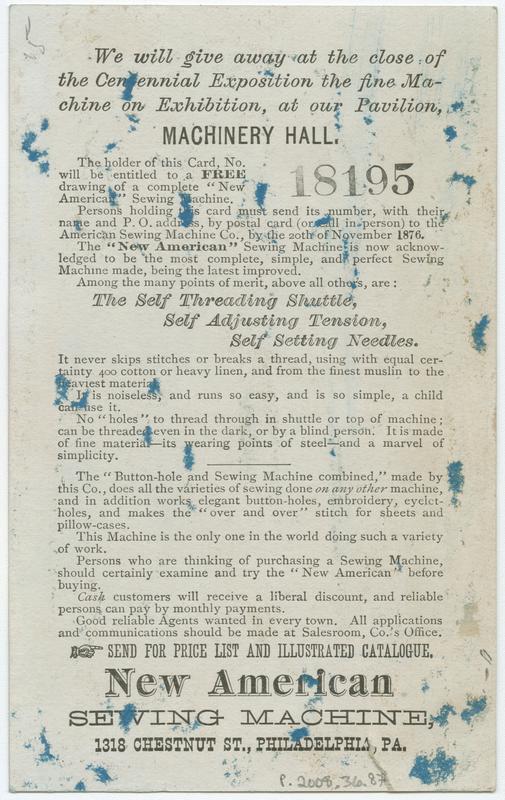 5
We will give away at the close of
the Centennial Exposition the fine Ma-
chine on Exhibition, at our Pavilion,
MACHINERY HALL.
The holder of this Card, No.
will be entitled to a FREE
drawing of a complete "New
American" Sewing Machine.
18195
Persons holding this card must send its number, with their
name and P. O. address, by postal card (or call in person) to the
American Sewing Machine Co., by the 20th of November 1876.
The "New American" Sewing Machine is now acknow-
ledged to be the most complete, simple, and perfect Sewing
Machine made, being the latest improved.
Among the many points of merit, above all others, are :
The Self Threading Shuttle,
Self Adjusting Tension,
Self Setting Needles.
It never skips stitches or breaks a thread, using with equal cer-
tainty 400 cotton or heavy linen, and from the finest muslin to the
heaviest material.
It is noiseless, and runs so easy, and is so simple, a child
can use it.
No "holes" to thread through in shuttle or top of machine ;
can be threaded even in the dark, or by a blind person. It is made
of fine material—its wearing points of steel—and a marvel of
simplicity.
The "Button-hole and Sewing Machine combined," made by
this Co., does all the varieties of sewing done on any other machine,
and in addition works elegant button-holes, embroidery, eyelet-
holes, and makes the "over and over" stitch for sheets and
pillow-cases.
This Machine is the only one in the world doing such a variety
of work.
Persons who are thinking of purchasing a Sewing Machine,
should certainly examine and try the "New American" before
buying.
Cash customers will receive a liberal discount, and reliable
persons can pay by monthly payments.
Good reliable Agents wanted in every town. All applications
and communications should be made at Salesroom, Co.'s Office.
SEND FOR PRICE LIST AND ILLUSTRATED CATALOGUE.
New American
SEWING MACHINE,
1318 CHESTNUT ST., PHILADELPHIA, PA.
P. 2008.36.87